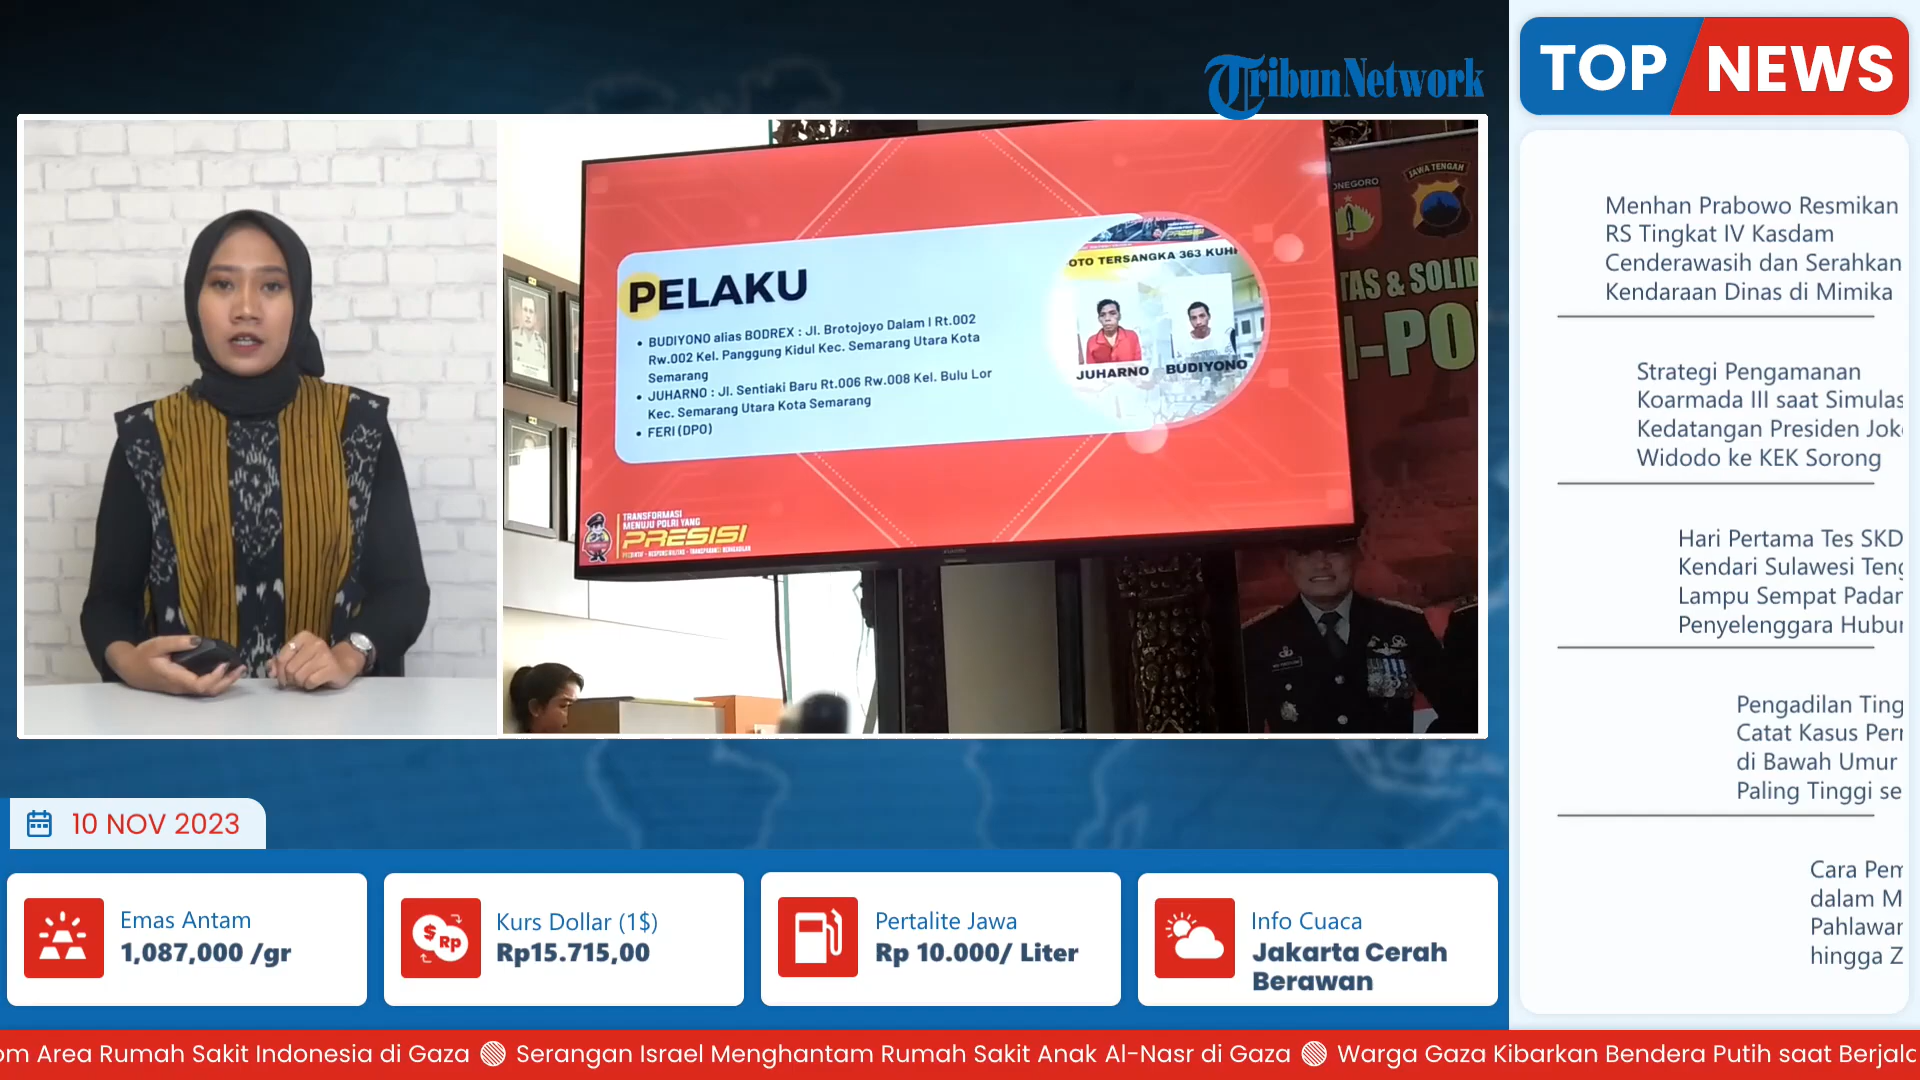 TribunNetwork
TOP NEWS
ONEGORO
JAWA TENGAH
TAS & SOLID
I-POL
PELAKU
BUDIYONO alias BODREX : Jl. Brotojoyo Dalam I Rt.002
Rw.002 Kel. Panggung Kidul Kec. Semarang Utara Kota
Semarang
JUHARNO : Jl. Sentiaki Baru Rt.006 Rw.008 Kel. Bulu Lor
Kec. Semarang Utara Kota Semarang
FERI (DPO)
OTO TERSANGKA 363 KUH
JUHARNO
BUDIYONO
TRANSFORMASI
MENUJU POLRI YANG
PRESISI
Menhan Prabowo Resmikan
RS Tingkat IV Kasdam
Cenderawasih dan Serahkan
Kendaraan Dinas di Mimika
Strategi Pengamanan
Koarmada III saat Simulas
Kedatangan Presiden Jok
Widodo ke KEK Sorong
Hari Pertama Tes SKD
Kendari Sulawesi Teng
Lampu Sempat Padar
Penyelenggara Hubur
Pengadilan Ting
Catat Kasus Per
di Bawah Umur
Paling Tinggi se
Cara Pem
dalam M
Pahlawar
hingga Z
10 NOV 2023
Emas Antam
1,087,000 /gr
Kurs Dollar (1$)
Rp15.715,00
Pertalite Jawa
Rp 10.000/ Liter
Info Cuaca
Jakarta Cerah
Berawan
om Area Rumah Sakit Indonesia di Gaza Serangan Israel Menghantam Rumah Sakit Anak Al-Nasr di Gaza Warga Gaza Kibarkan Bendera Putih saat Berjala